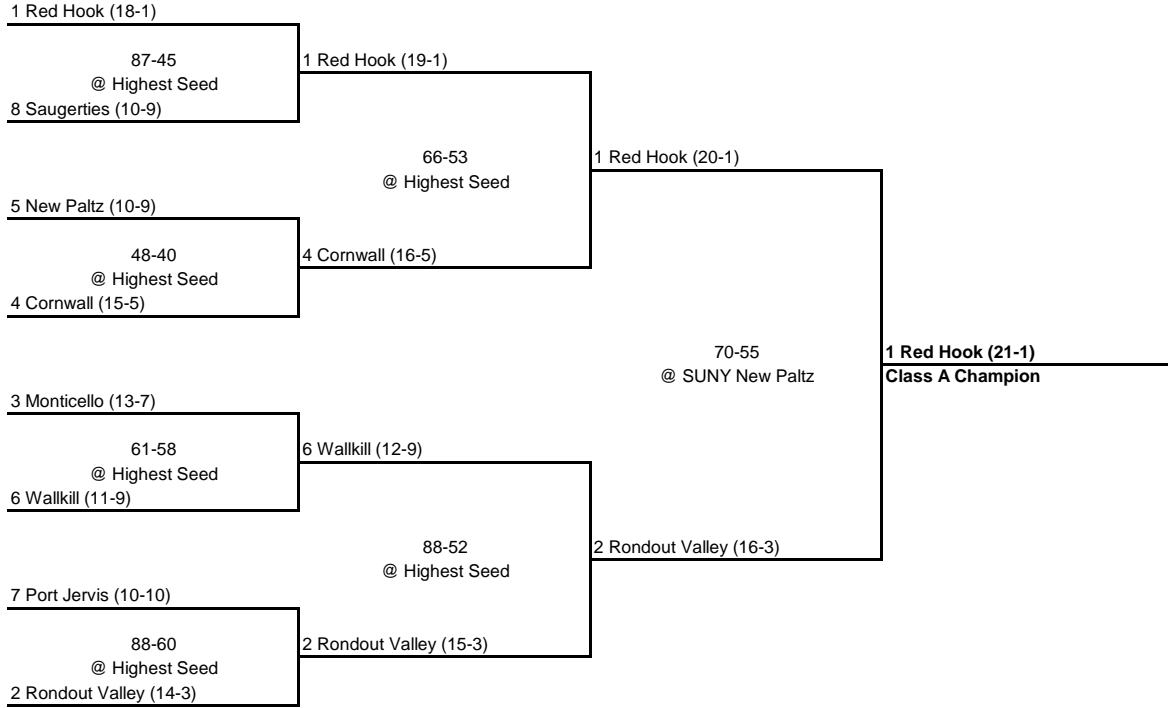 1 Red Hook (18-1)
87-45
@ Highest Seed
8 Saugerties (10-9)
1 Red Hook (19-1)
66-53
@ Highest Seed
5 New Paltz (10-9)
48-40
@ Highest Seed
4 Cornwall (15-5)
4 Cornwall (16-5)
1 Red Hook (20-1)
70-55
@ SUNY New Paltz
1 Red Hook (21-1)
Class A Champion
3 Monticello (13-7)
61-58
@ Highest Seed
6 Wallkill (11-9)
6 Wallkill (12-9)
88-52
@ Highest Seed
2 Rondout Valley (16-3)
7 Port Jervis (10-10)
88-60
@ Highest Seed
2 Rondout Valley (14-3)
2 Rondout Valley (15-3)